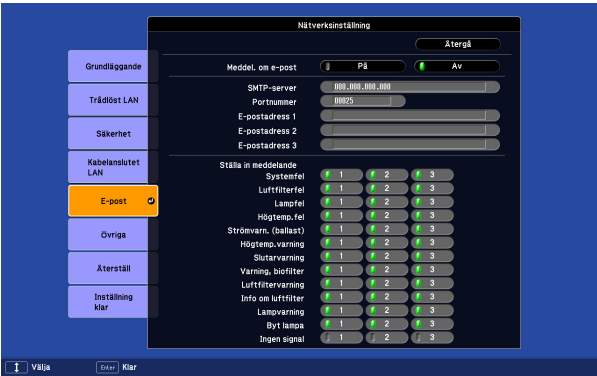 Nätverksinställning
Återgå
Grundläggande
Trådlöst LAN
Säkerhet
Kabelanslutet
LAN
E-post
Övriga
Återställ
Inställning
klar
Meddel. om e-post På Av
SMTP-server 000.000.000.000
Portnummer 00025
E-postadress 1
E-postadress 2
E-postadress 3
Ställa in meddelande
Systemfel 1 2 3
Luftfilterfel 1 2 3
Lampfel 1 2 3
Högtemp.fel 1 2 3
Strömvarn. (ballast) 1 2 3
Högtemp.varning 1 2 3
Slutarvarning 1 2 3
Varning, biofilter 1 2 3
Luftfiltervarning 1 2 3
Info om luftfilter 1 2 3
Lampvarning 1 2 3
Byt lampa 1 2 3
Ingen signal 1 2 3
Välja Enter Klar